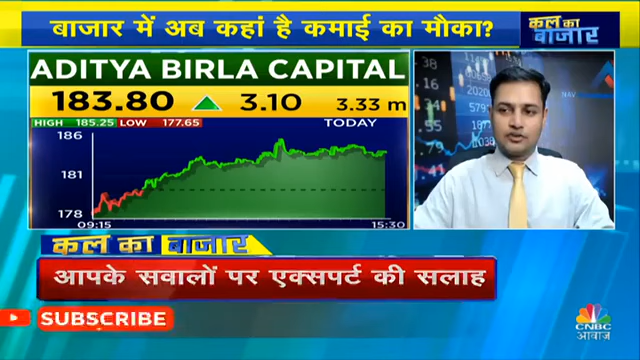 बाजार में अब कहां है कमाई का मौका?
कल का
बाजार
ADITYA BIRLA CAPITAL
183.80 3.10 3.33 m
HIGH 185.25 LOW 177.65 TODAY
186
181
178
09:15 15:30
कल का बाजार
आपके सवालों पर एक्सपर्ट की सलाह
SUBSCRIBE
CNBC
आवाज़